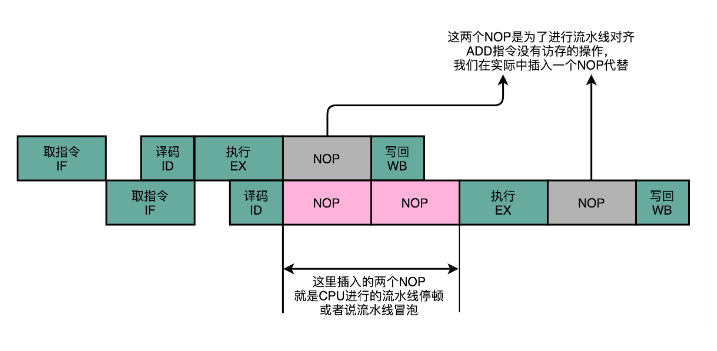 这两个NOP是为了进行流水线对齐
ADD指令没有访存的操作，
我们在实际中插入一个NOP代替
取指令
IF
译码
ID
执行
EX
NOP
写回
WB
取指令
IF
译码
ID
NOP
NOP
执行
EX
NOP
写回
WB
这里插入的两个NOP
就是CPU进行的流水线停顿
或者说流水线冒泡